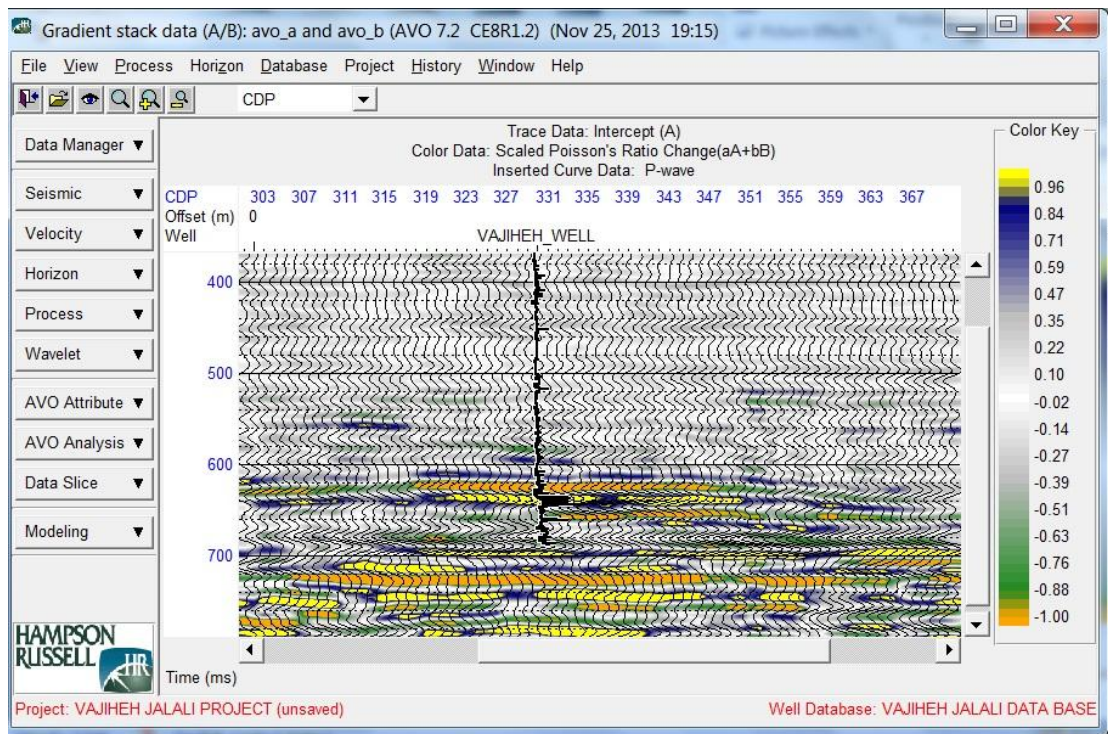 Gradient stack data (A/B): avo_a and avo_b (AVO 7.2 CE8R1.2) (Nov 25, 2013 19:15)
File View Process Horizon Database Project History Window Help
CDP
Data Manager
Seismic
Velocity
Horizon
Process
Wavelet
AVO Attribute
AVO Analysis
Data Slice
Modeling
HAMPSON
RUSSELL
HR
Trace Data: Intercept (A)
Color Data: Scaled Poisson's Ratio Change(aA+bB)
Inserted Curve Data: P-wave
CDP 303 307 311 315 319 323 327 331 335 339 343 347 351 355 359 363 367
Offset (m) 0
Well VAJIHEH_WELL
400
500
600
700
Time (ms)
Color Key
0.96
0.84
0.71
0.59
0.47
0.35
0.22
0.10
-0.02
-0.14
-0.27
-0.39
-0.51
-0.63
-0.76
-0.88
-1.00
Project: VAJIHEH JALALI PROJECT (unsaved) Well Database: VAJIHEH JALALI DATA BASE